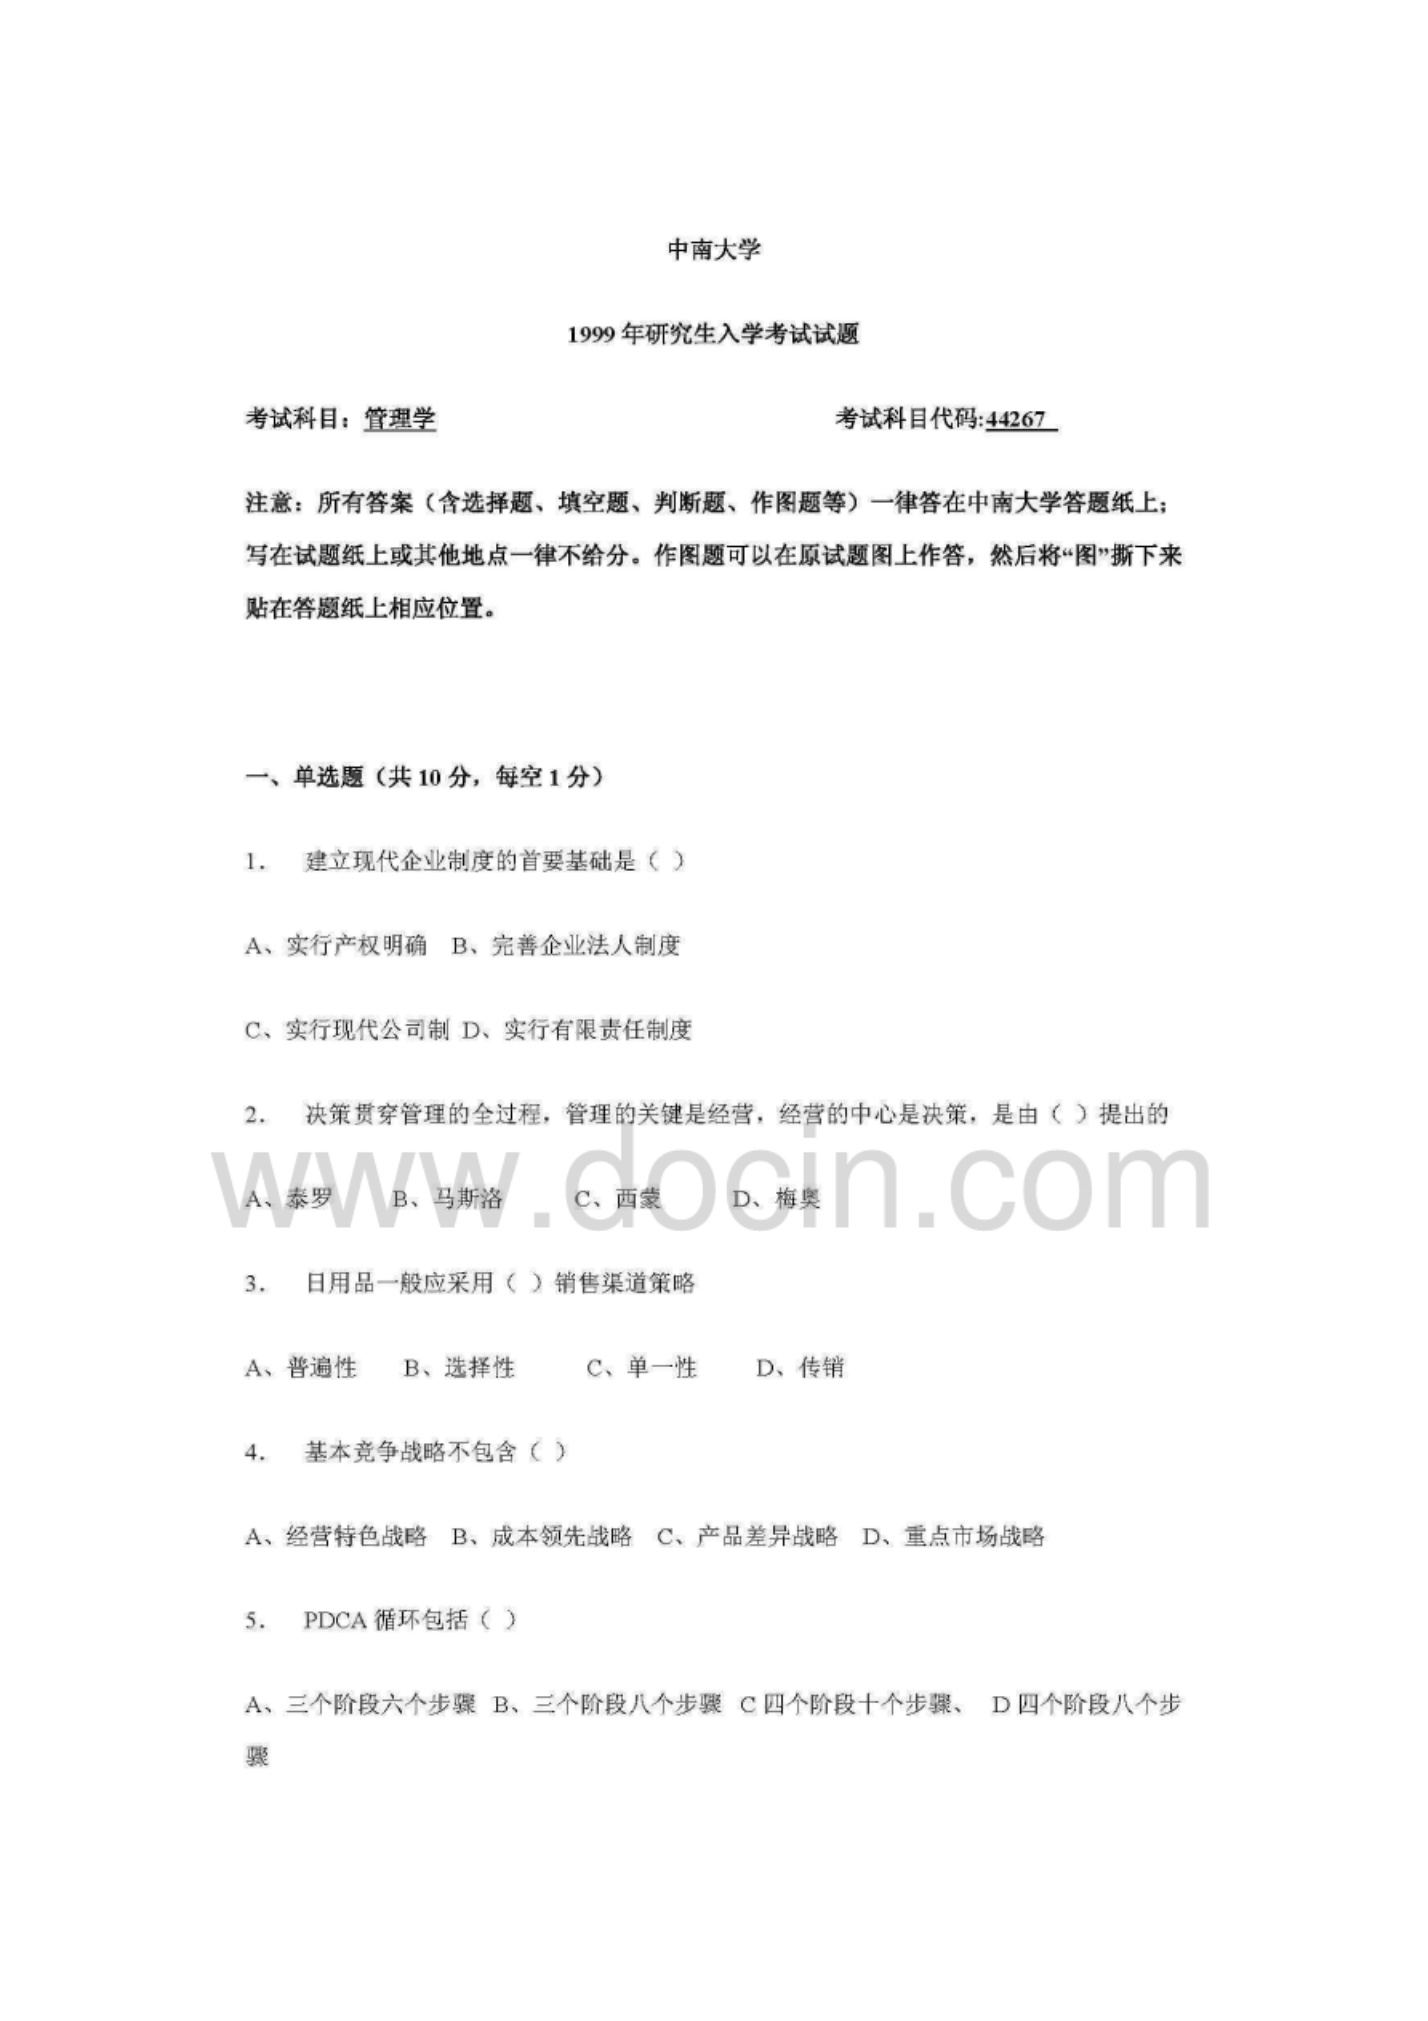 中南大学
1999 年研究生入学考试试题
考试科目：管理学 考试科目代码:44267
注意：所有答案（含选择题、填空题、判断题、作图题等）一律答在中南大学答题纸上；
写在试题纸上或其他地点一律不给分。作图题可以在原试题图上作答，然后将“图”撕下来
贴在答题纸上相应位置。
一、单选题（共 10 分，每空 1 分）
1． 建立现代企业制度的首要基础是（ ）
A、实行产权明确 B、完善企业法人制度
C、实行现代公司制 D、实行有限责任制度
2． 决策贯穿管理的全过程，管理的关键是经营，经营的中心是决策，是由（ ）提出的
www.docin.com
A、泰罗 B、马斯洛 C、西蒙 D、梅奥
3． 日用品一般应采用（ ）销售渠道策略
A、普遍性 B、选择性 C、单一性 D、传销
4． 基本竞争战略不包含（ ）
A、经营特色战略 B、成本领先战略 C、产品差异战略 D、重点市场战略
5． PDCA 循环包括（ ）
A、三个阶段六个步骤 B、三个阶段八个步骤 C 四个阶段十个步骤、 D 四个阶段八个步
骤